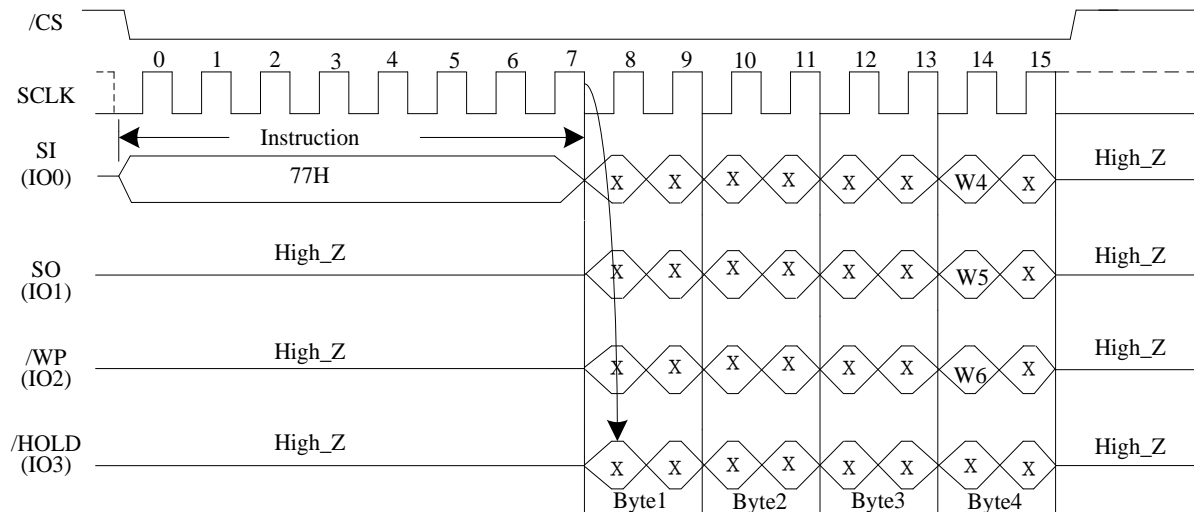 /CS
0 1 2 3 4 5 6 7 8 9 10 11 12 13 14 15
SCLK
Instruction
SI
(IO0)
77H
X X X X X X W4 X
High_Z
SO
(IO1)
High_Z
X X X X X X W5 X
High_Z
/WP
(IO2)
High_Z
X X X X X X W6 X
High_Z
/HOLD
(IO3)
High_Z
X X X X X X X X
High_Z
Byte1 Byte2 Byte3 Byte4